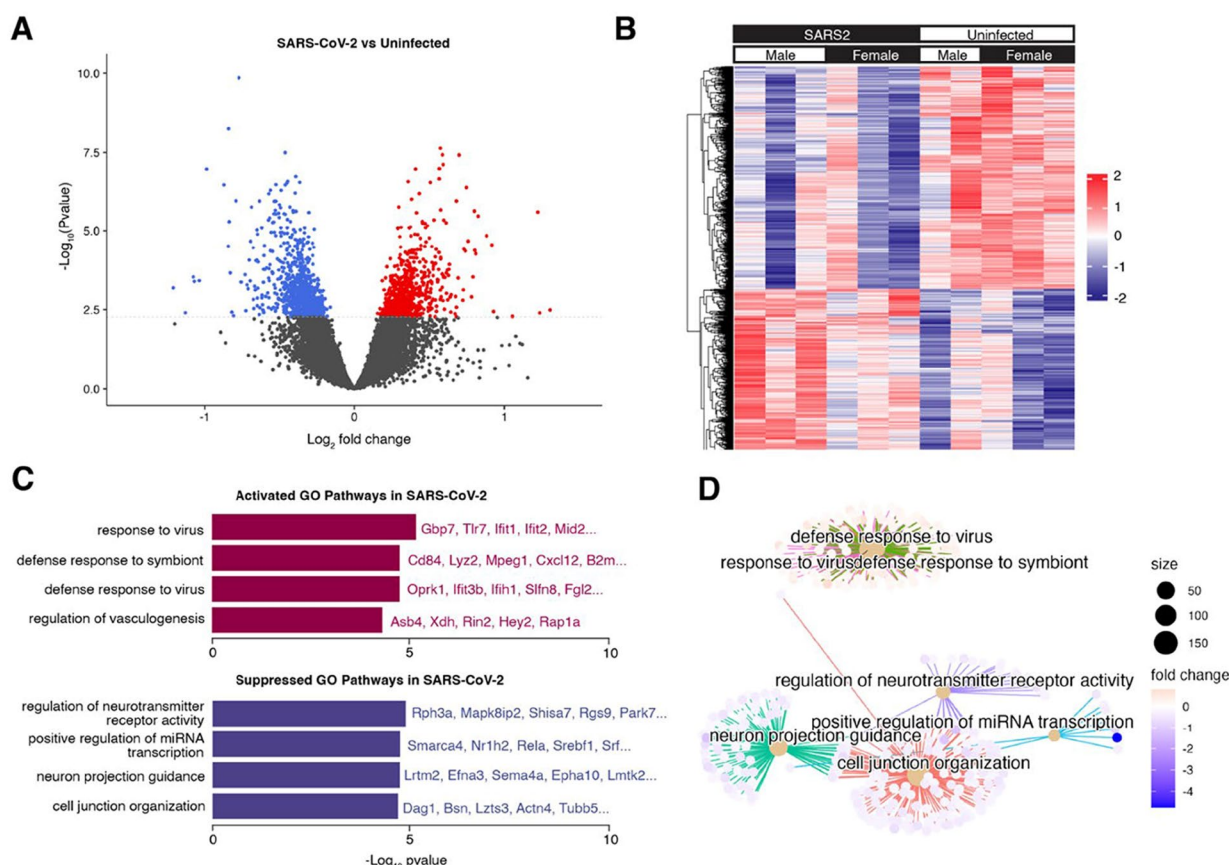 A
SARS-CoV-2 vs Uninfected
10.0
7.5
5.0
2.5
0.0
-Log10(Pvalue)
-1
0
1
Log2 fold change
B
SARS2
Uninfected
Male
Female
Male
Female
2
1
0
-1
-2
C
Activated GO Pathways in SARS-CoV-2
response to virus
Gbp7, Tlr7, Ifit1, Ifit2, Mid2...
defense response to symbiont
Cd84, Lyz2, Mpeg1, Cxcl12, B2m...
defense response to virus
Oprk1, Ifit3b, Ifih1, Slfn8, Fgl2...
regulation of vasculogenesis
Asb4, Xdh, Rin2, Hey2, Rap1a
0
5
10
Suppressed GO Pathways in SARS-CoV-2
regulation of neurotransmitter
receptor activity
Rph3a, Mapk8ip2, Shisa7, Rgs9, Park7...
positive regulation of miRNA
transcription
Smarca4, Nr1h2, Rela, Srebf1, Srf...
neuron projection guidance
Lrtm2, Efna3, Sema4a, Epha10, Lmtk2...
cell junction organization
Dag1, Bsn, Lzts3, Actn4, Tubb5...
0
5
10
-Log10 pvalue
D
defense response to virus
response to virus
defense response to symbiont
regulation of neurotransmitter receptor activity
positive regulation of miRNA transcription
neuron projection guidance
cell junction organization
size
50
100
150
fold change
0
-1
-2
-3
-4